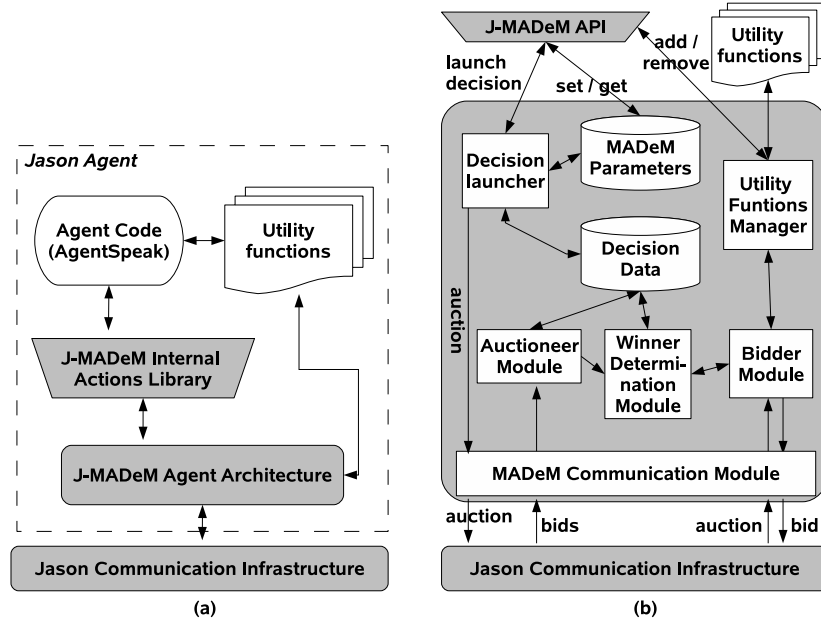 Jason Agent
Agent Code
(AgentSpeak)
Utility
functions
J-MADeM Internal
Actions Library
J-MADeM Agent Architecture
Jason Communication Infrastructure
(a)
J-MADeM API
launch
decision
set / get
add /
remove
Utility
functions
Decision
launcher
MADeM
Parameters
Utility
Funtions
Manager
Decision
Data
auction
Auctioneer
Module
Winner
Determi-
nation
Module
Bidder
Module
MADeM Communication Module
auction
bids
auction
bid
Jason Communication Infrastructure
(b)